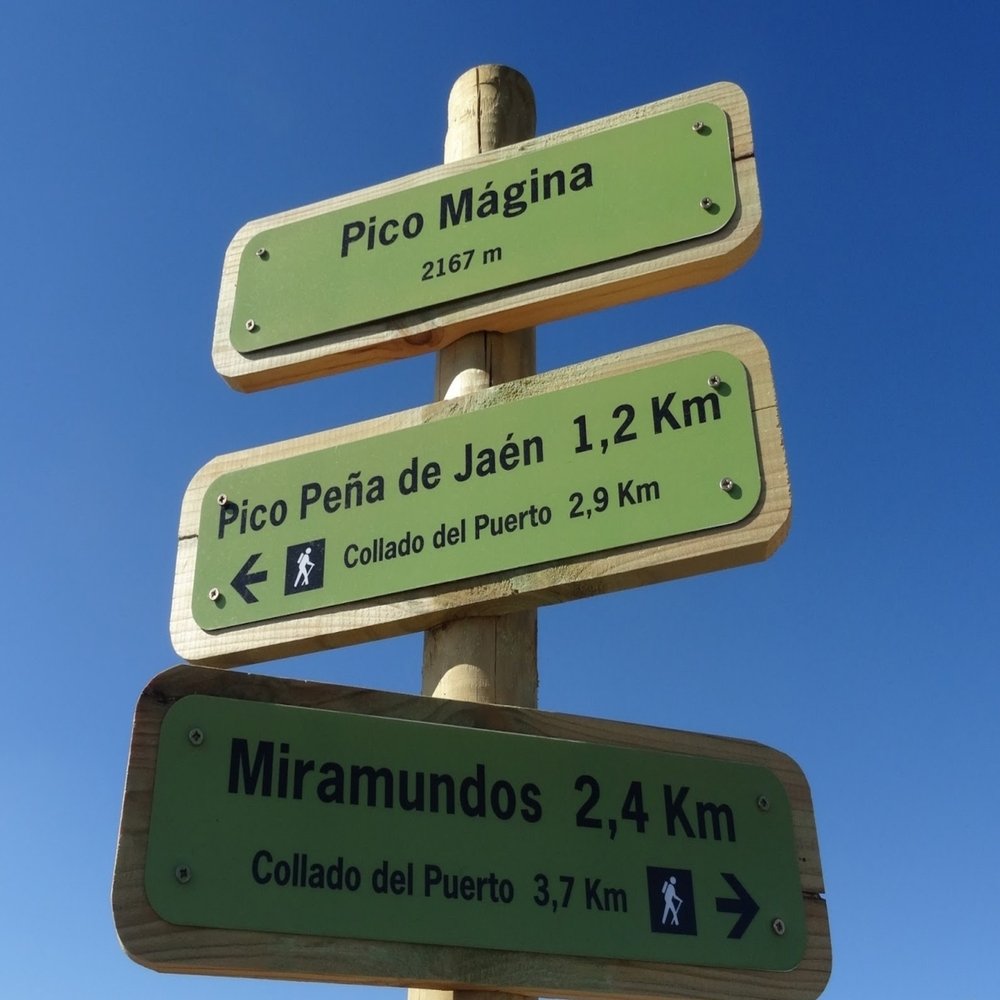 Pico Mágina
2167 m
Pico Peña de Jaén 1,2 Km
Collado del Puerto 2,9 Km
Miramundos 2,4 Km
Collado del Puerto 3,7 Km